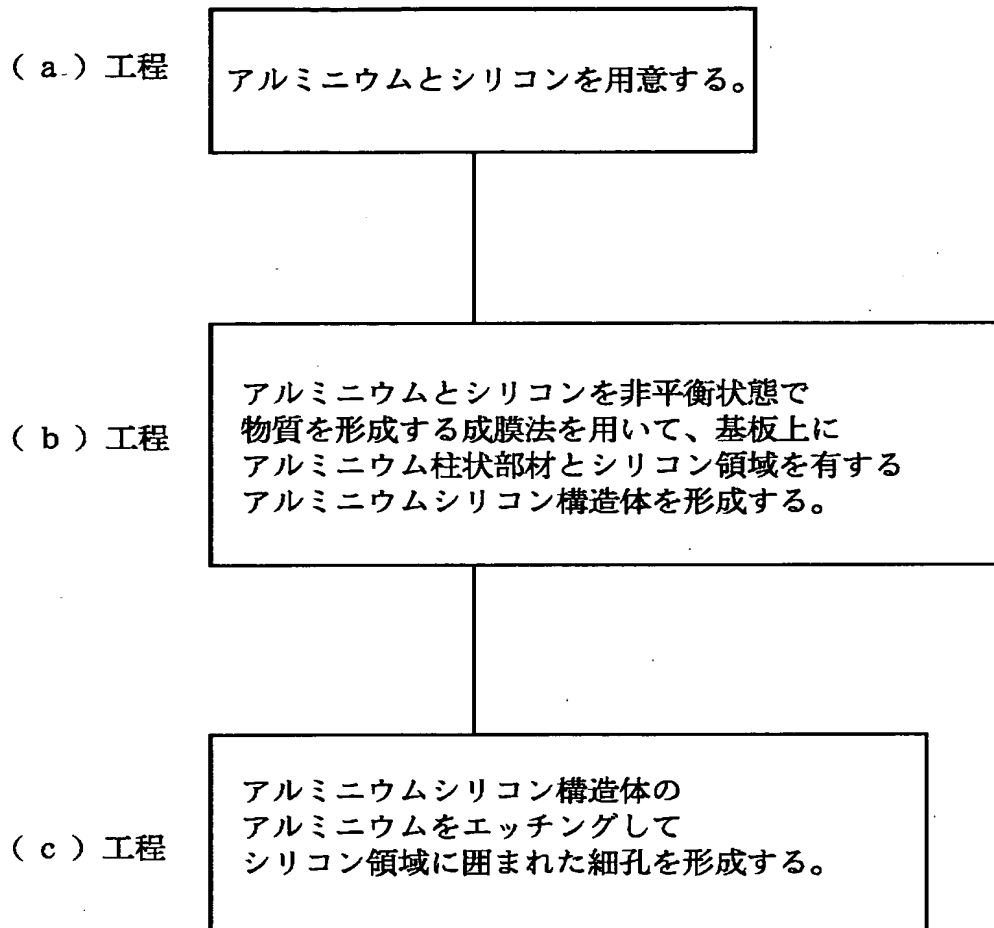 ( a ) 工程
アルミニウムとシリコンを用意する。
( b ) 工程
アルミニウムとシリコンを非平衡状態で
物質を形成する成膜法を用いて、基板上に
アルミニウム柱状部材とシリコン領域を有する
アルミニウムシリコン構造体を形成する。
( c ) 工程
アルミニウムシリコン構造体の
アルミニウムをエッチングして
シリコン領域に囲まれた細孔を形成する。